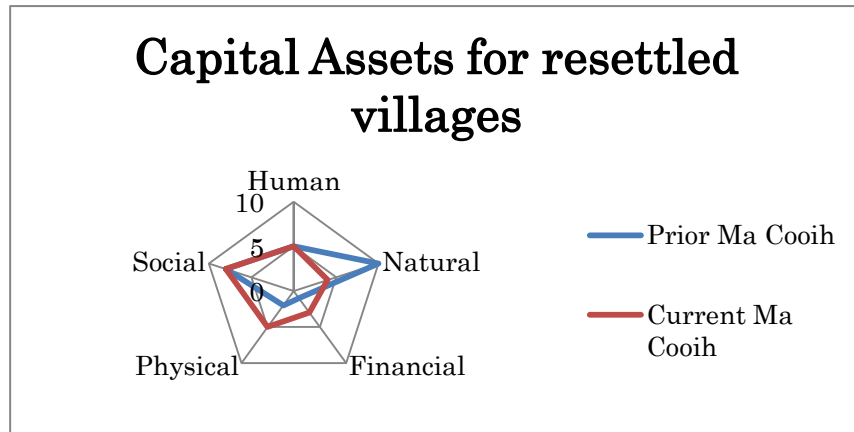 Capital Assets for resettled
villages
Human
10
5
0
Social
Natural
Physical
Financial
Prior Ma Cooih
Current Ma
Cooih